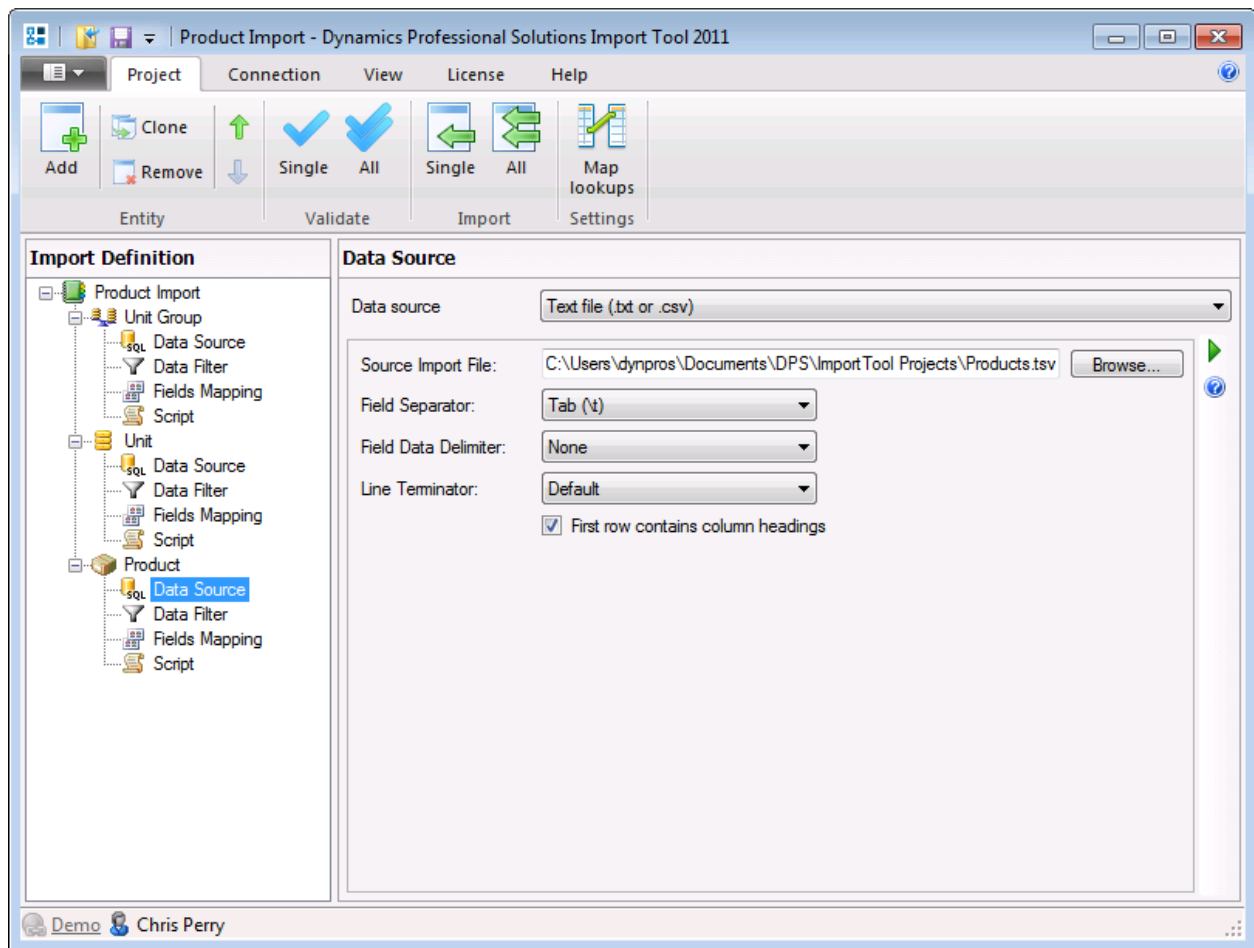 Product Import - Dynamics Professional Solutions Import Tool 2011
Project Connection View License Help
Add Clone Remove Single All Single All Map lookups
Entity Validate Import Settings
Import Definition
Product Import
Unit Group
SQL Data Source
Data Filter
Fields Mapping
Script
Unit
SQL Data Source
Data Filter
Fields Mapping
Script
Product
SQL Data Source
Data Filter
Fields Mapping
Script
Data Source
Data source Text file (.txt or .csv)
Source Import File: C:\Users\dynpros\Documents\DPS\ImportTool Projects\Products.tsv Browse...
Field Separator: Tab (\t)
Field Data Delimiter: None
Line Terminator: Default
First row contains column headings
Demo Chris Perry